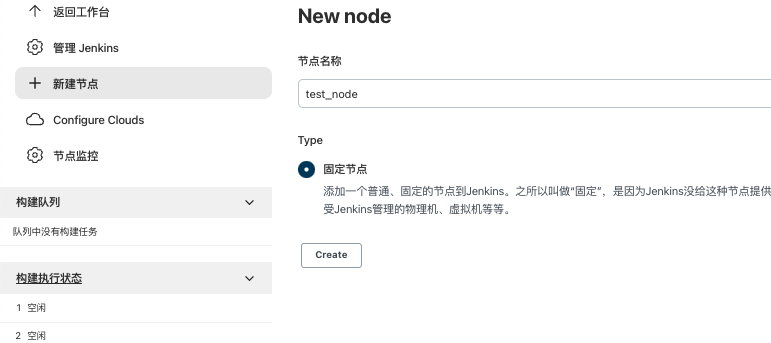 返回工作台
管理 Jenkins
新建节点
Configure Clouds
节点监控
构建队列
队列中没有构建任务
构建执行状态
1 空闲
2 空闲
New node
节点名称
test_node
Type
固定节点
添加一个普通、固定的节点到Jenkins。之所以叫做“固定”，是因为Jenkins没给这种节点提供
受Jenkins管理的物理机、虚拟机等等。
Create